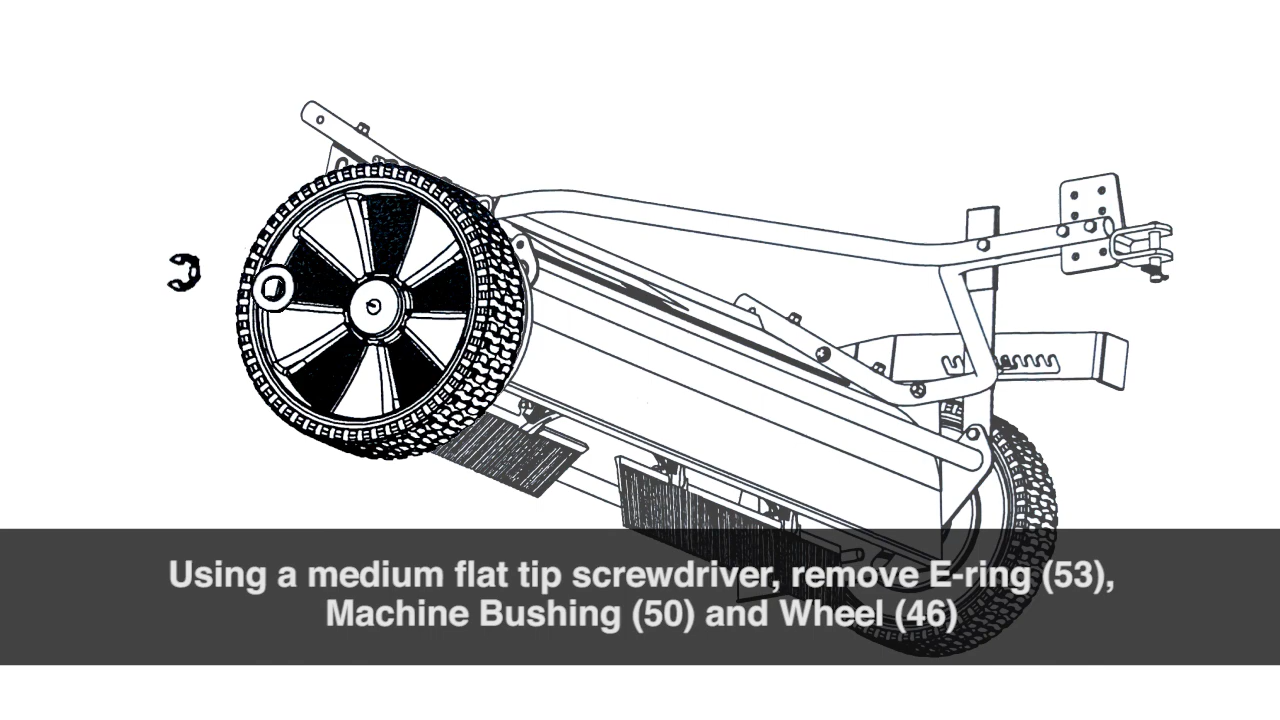 Using a medium flat tip screwdriver, remove E-ring (53),
Machine Bushing (50) and Wheel (46)